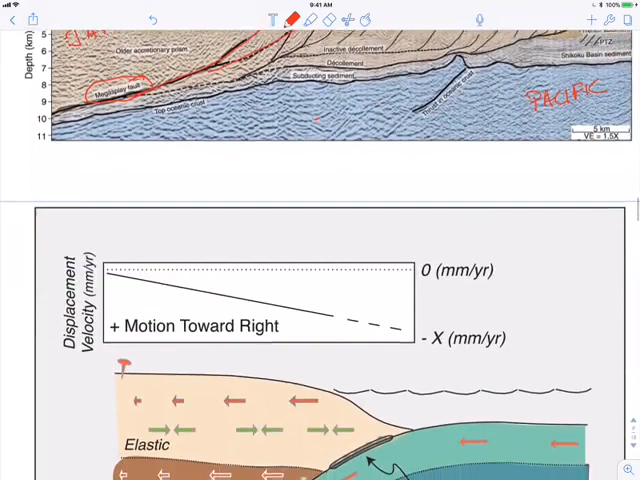 9:41 AM
100%
5
6
7
8
9
10
11
Depth (km)
Older accretionary prism
Megasplay fault
Top oceanic crust
Inactive décollement
Décollement
Subducting sediment
Thrust in oceanic crust
PTZ
Shikoku Basin sediment
PACIFIC
5 km
VE = 1.5X
Displacement
Velocity (mm/yr)
0 (mm/yr)
+ Motion Toward Right
- X (mm/yr)
Elastic